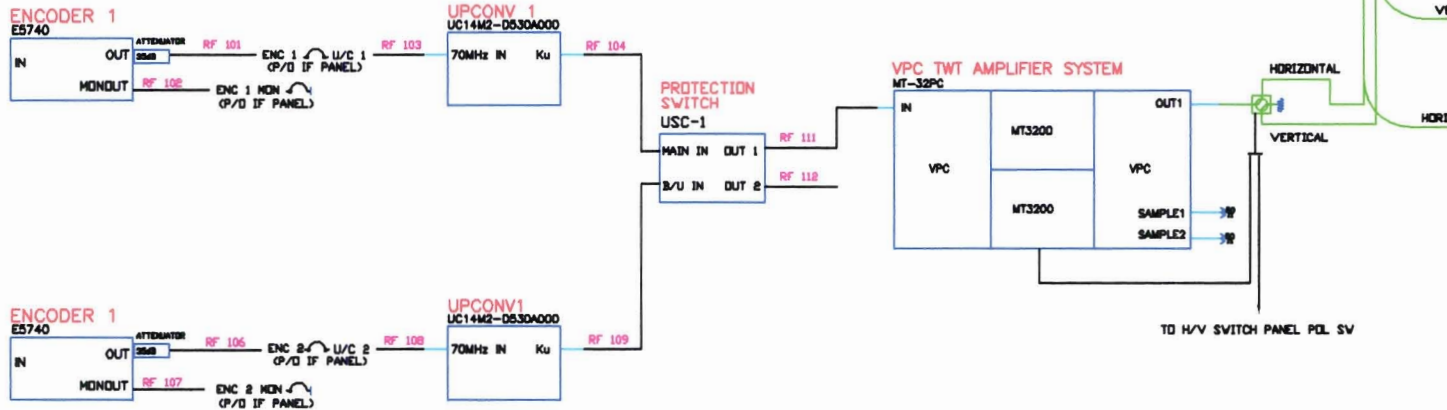 ENCODER 1
E5740
IN
OUT
ATTENUATOR
MONOUT
RF 101
RF 102
ENC 1 U/C 1
(P/O IF PANEL)
ENC 1 MON
(P/O IF PANEL)
RF 103
UPCONV 1
UC14M2-D530A000
70MHz IN Ku
RF 104
PROTECTION
SWITCH
USC-1
MAIN IN OUT 1
B/U IN OUT 2
RF 111
RF 112
VPC TWT AMPLIFIER SYSTEM
MT-32PC
IN
VPC
MT3200
MT3200
VPC
OUT1
SAMPLE1
SAMPLE2
HORIZONTAL
VERTICAL
TO H/V SWITCH PANEL POL SW
ENCODER 1
E5740
IN
OUT
ATTENUATOR
MONOUT
RF 106
RF 107
ENC 2 U/C 2
(P/O IF PANEL)
ENC 2 MON
(P/O IF PANEL)
RF 108
UPCONV1
UC14M2-D530A000
70MHz IN Ku
RF 109